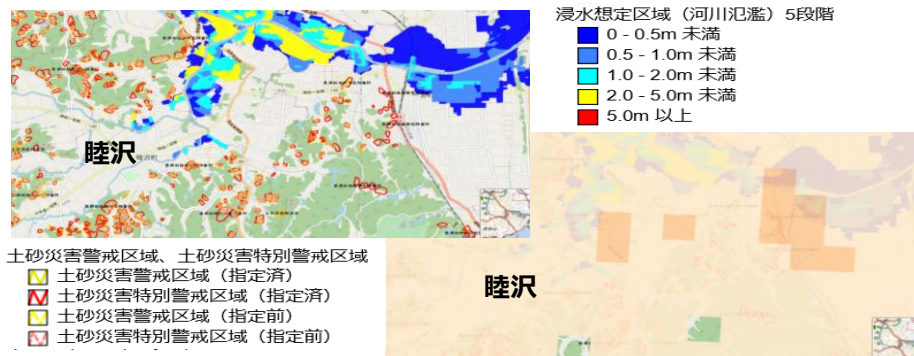 浸水想定区域（河川氾濫）5段階
0 - 0.5m 未満
0.5 - 1.0m 未満
1.0 - 2.0m 未満
2.0 - 5.0m 未満
5.0m 以上
睦沢
土砂災害警戒区域、土砂災害特別警戒区域
土砂災害警戒区域（指定済）
土砂災害特別警戒区域（指定済）
土砂災害警戒区域（指定前）
土砂災害特別警戒区域（指定前）
睦沢